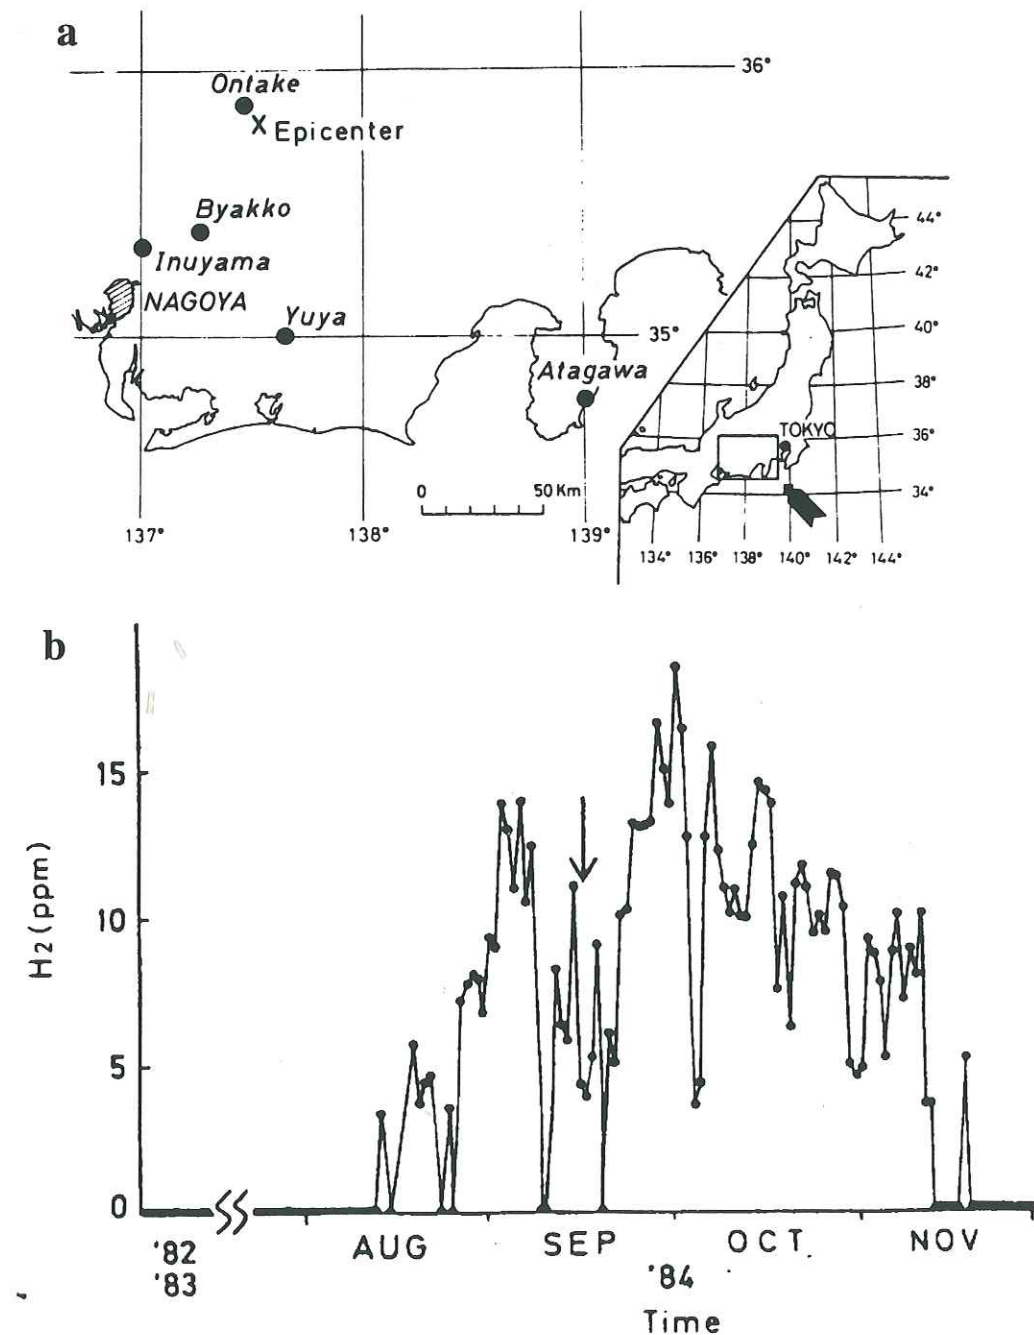 a
36°
Ontake
X Epicenter
Byakko
Inuyama
NAGOYA
Yuya
35°
Atagawa
0 50 Km
137° 138° 139°
44°
42°
40°
38°
36°
TOKYO
34°
134° 136° 138° 140° 142° 144°
b
H2 (ppm)
15
10
5
0
'82
'83
AUG SEP OCT. NOV
'84
Time